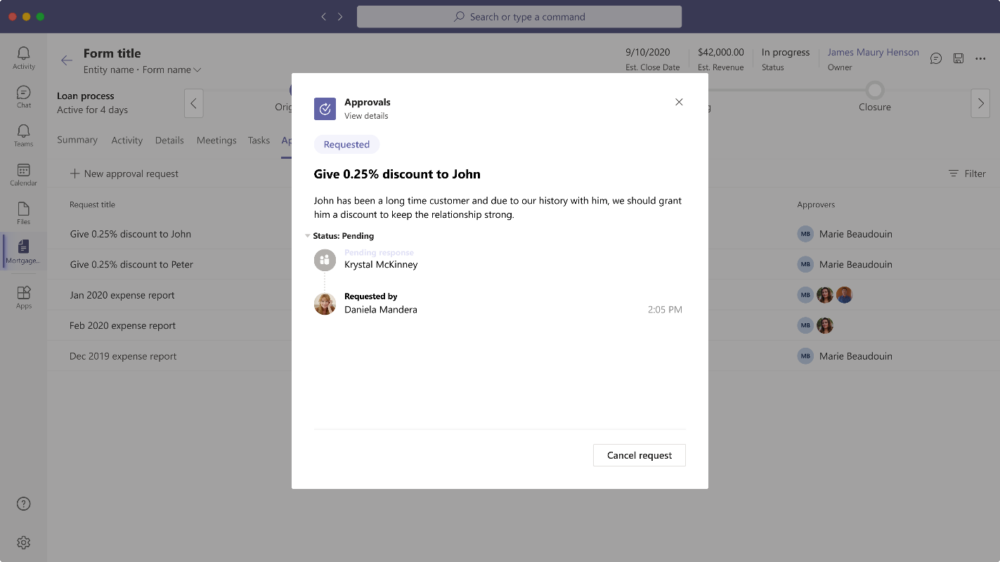 Search or type a command
Activity
Chat
Teams
Calendar
Files
Mortgage...
Apps
Form title
Entity name · Form name
9/10/2020
Est. Close Date
$42,000.00
Est. Revenue
In progress
Status
James Maury Henson
Owner
Loan process
Active for 4 days
Orig
g
Closure
Summary
Activity
Details
Meetings
Tasks
Ap
New approval request
Filter
Request title
Approvers
Give 0.25% discount to John
MB Marie Beaudouin
Give 0.25% discount to Peter
MB Marie Beaudouin
Jan 2020 expense report
MB
Feb 2020 expense report
MB
Dec 2019 expense report
MB Marie Beaudouin
Approvals
View details
Requested
Give 0.25% discount to John
John has been a long time customer and due to our history with him, we should grant
him a discount to keep the relationship strong.
Status: Pending
Pending response
Krystal McKinney
Requested by
Daniela Mandera
2:05 PM
Cancel request